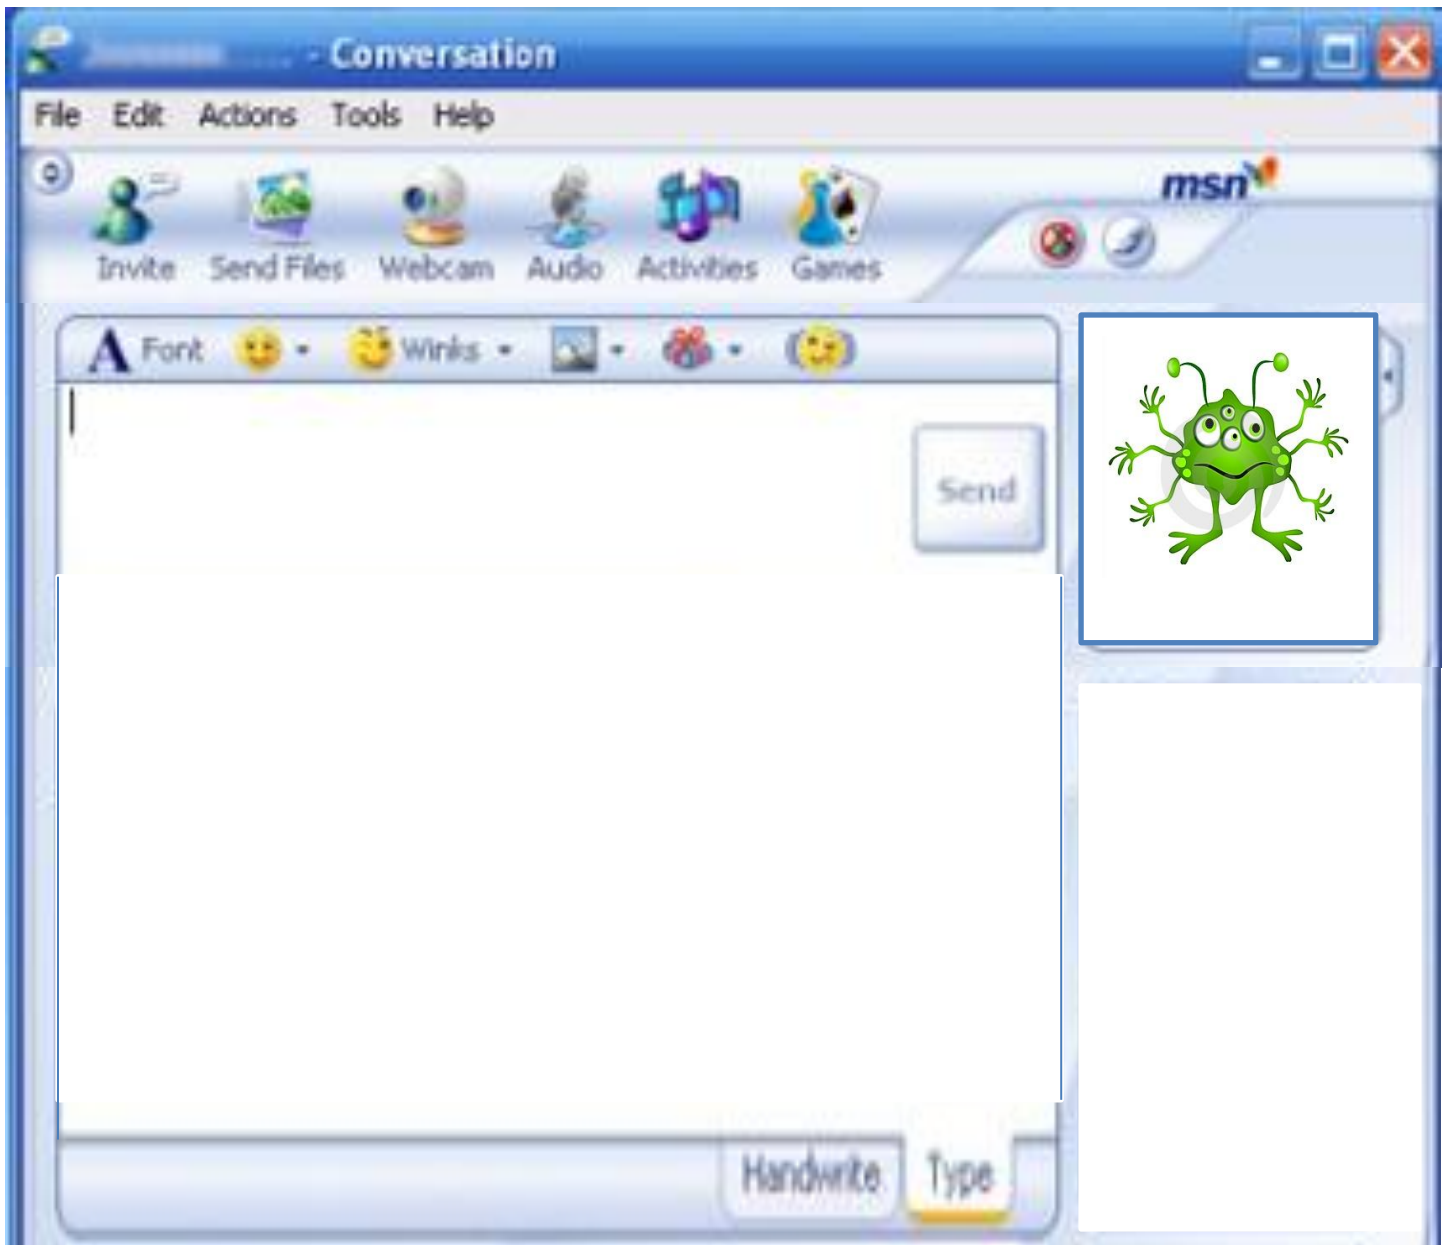 - Conversation
File Edit Actions Tools Help
msn
Invite Send Files Webcam Audio Activities Games
A Font Winks
Send
Handwrite Type